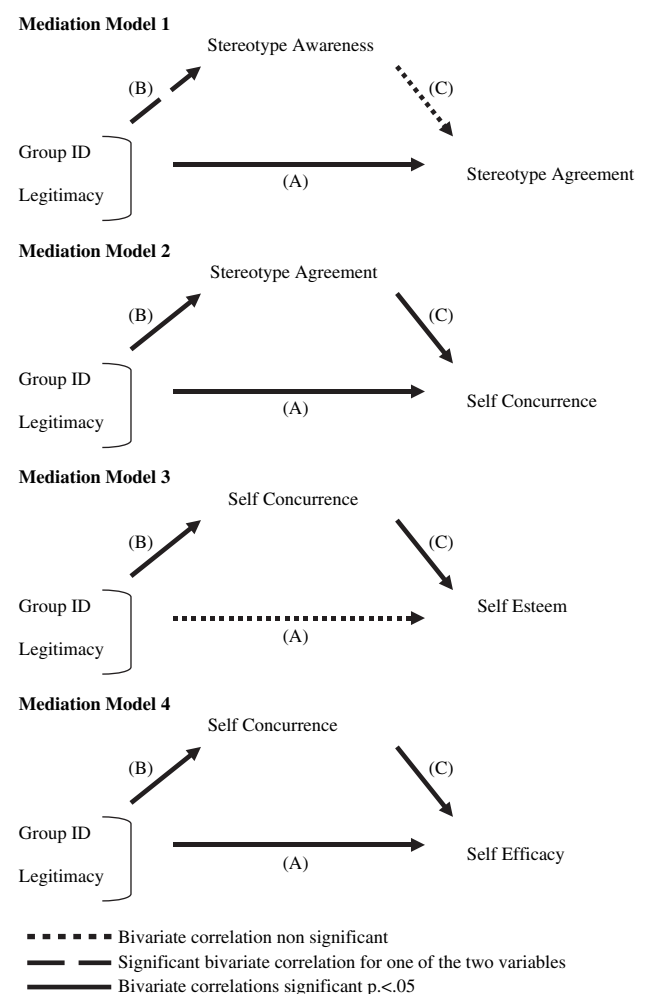 Mediation Model 1
Stereotype Awareness
(B)
(C)
Group ID
Legitimacy
(A)
Stereotype Agreement
Mediation Model 2
Stereotype Agreement
(B)
(C)
Group ID
Legitimacy
(A)
Self Concurrence
Mediation Model 3
Self Concurrence
(B)
(C)
Group ID
Legitimacy
(A)
Self Esteem
Mediation Model 4
Self Concurrence
(B)
(C)
Group ID
Legitimacy
(A)
Self Efficacy
Bivariate correlation non significant
Significant bivariate correlation for one of the two variables
Bivariate correlations significant p.<.05